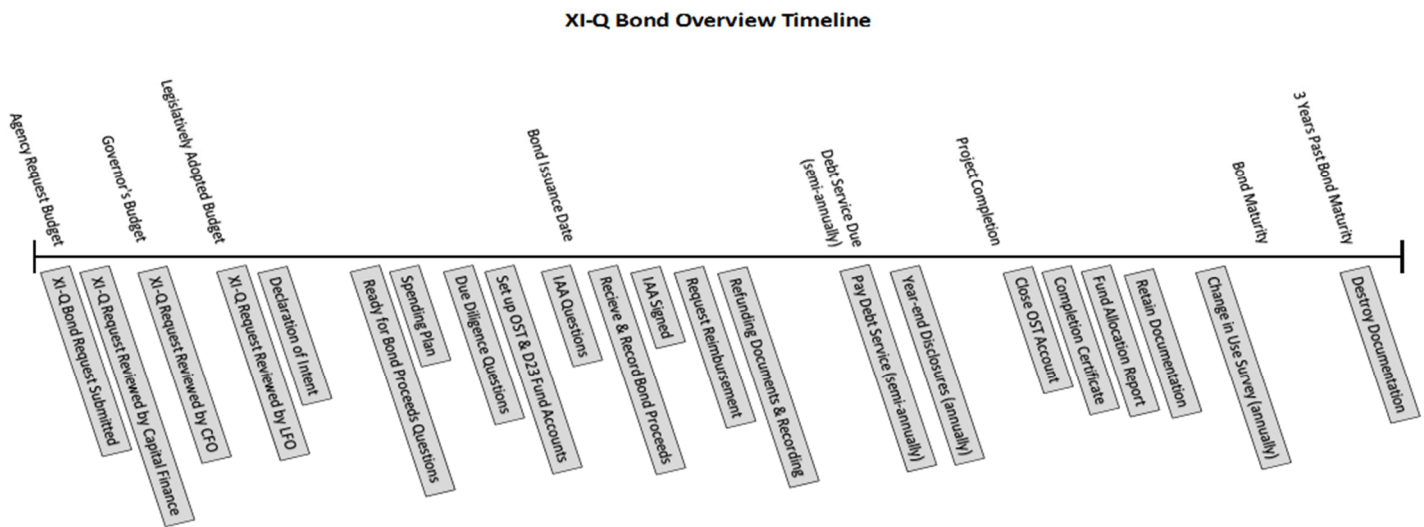 XI-Q Bond Overview Timeline
Agency Request Budget
Governor's Budget
Legislatively Adopted Budget
Bond Issuance Date
Debt Service Due
(semi-annually)
Project Completion
Bond Maturity
3 Years Past Bond Maturity
XI-Q Bond Request Submitted
XI-Q Request Reviewed by Capital Finance
XI-Q Request Reviewed by CFO
XI-Q Request Reviewed by LFO
Declaration of Intent
Ready for Bond Proceeds Questions
Spending Plan
Due Diligence Questions
Set up OST & D23 Fund Accounts
IAA Questions
Recieve & Record Bond Proceeds
IAA Signed
Request Reimbursement
Refunding Documents & Recording
Pay Debt Service (semi-annually)
Year-end Disclosures (annually)
Close OST Account
Completion Certificate
Fund Allocation Report
Retain Documentation
Change in Use Survey (annually)
Destroy Documentation